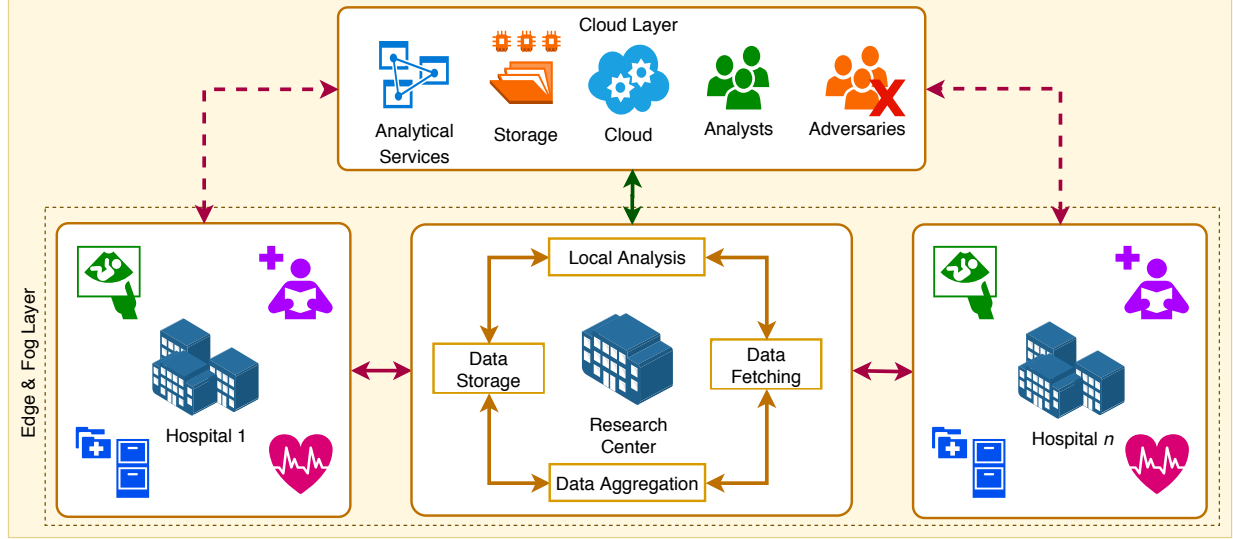 Cloud Layer
Analytical
Services
Storage
Cloud
Analysts
Adversaries
Edge & Fog Layer
Hospital 1
Local Analysis
Data
Storage
Data
Fetching
Research
Center
Data Aggregation
Hospital n